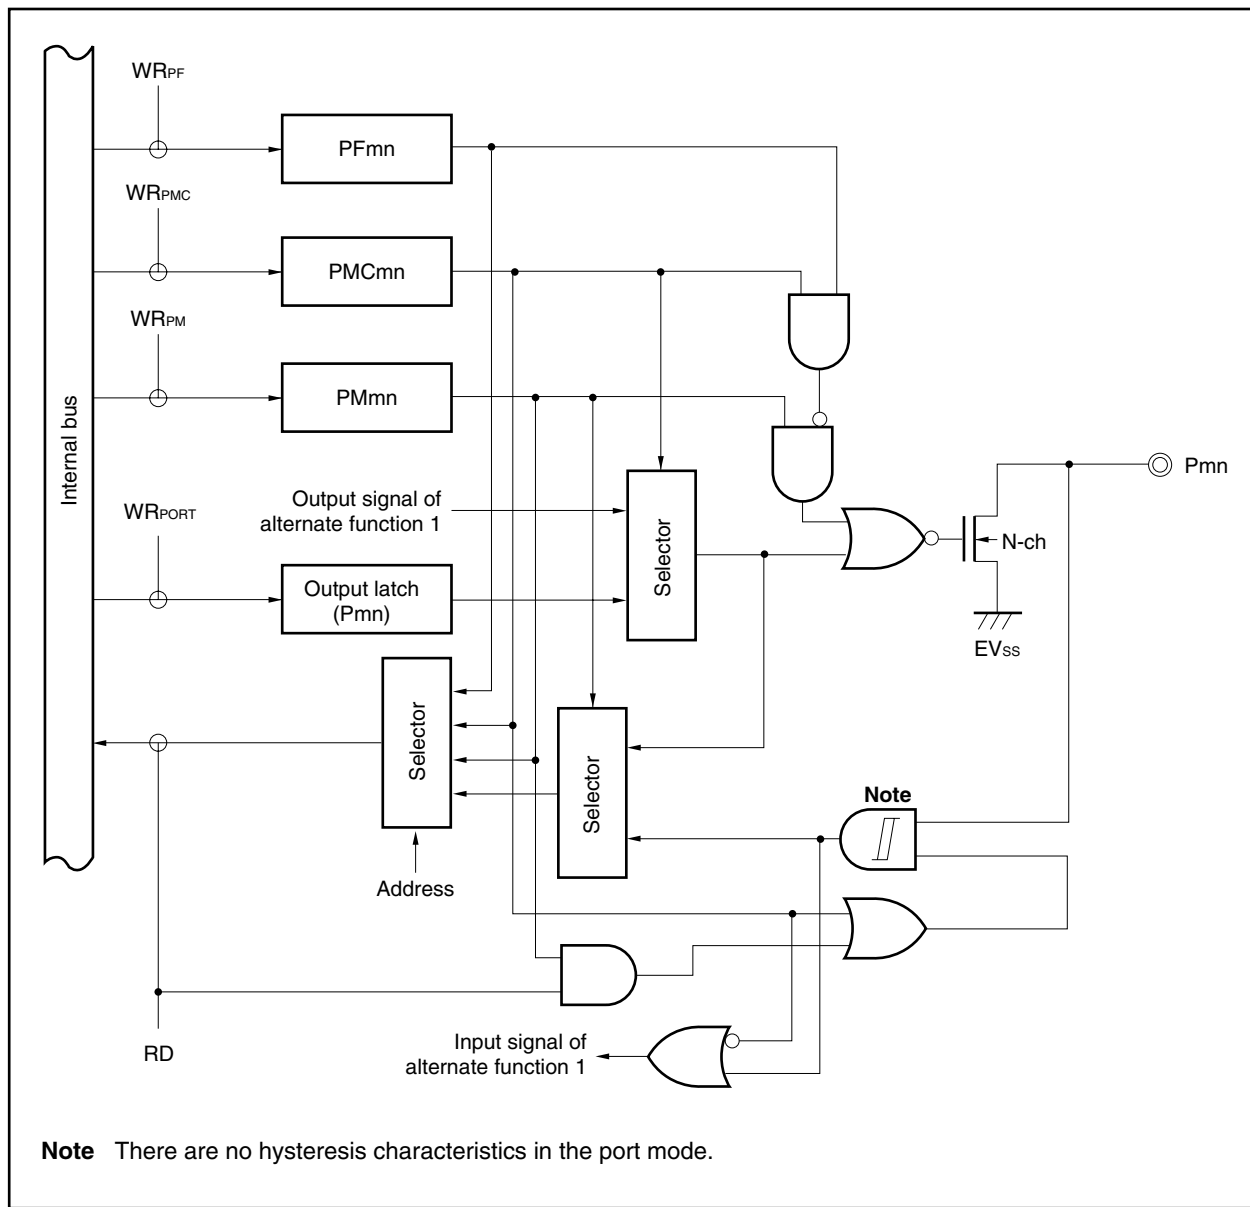 WRPF
PFmn
WRPMC
PMCmn
WRPM
PMmn
Internal bus
Pmn
Output signal of
alternate function 1
WRPORT
Selector
N-ch
Output latch
(Pmn)
EVSS
Selector
Selector
Note
Address
Input signal of
alternate function 1
RD
Note There are no hysteresis characteristics in the port mode.